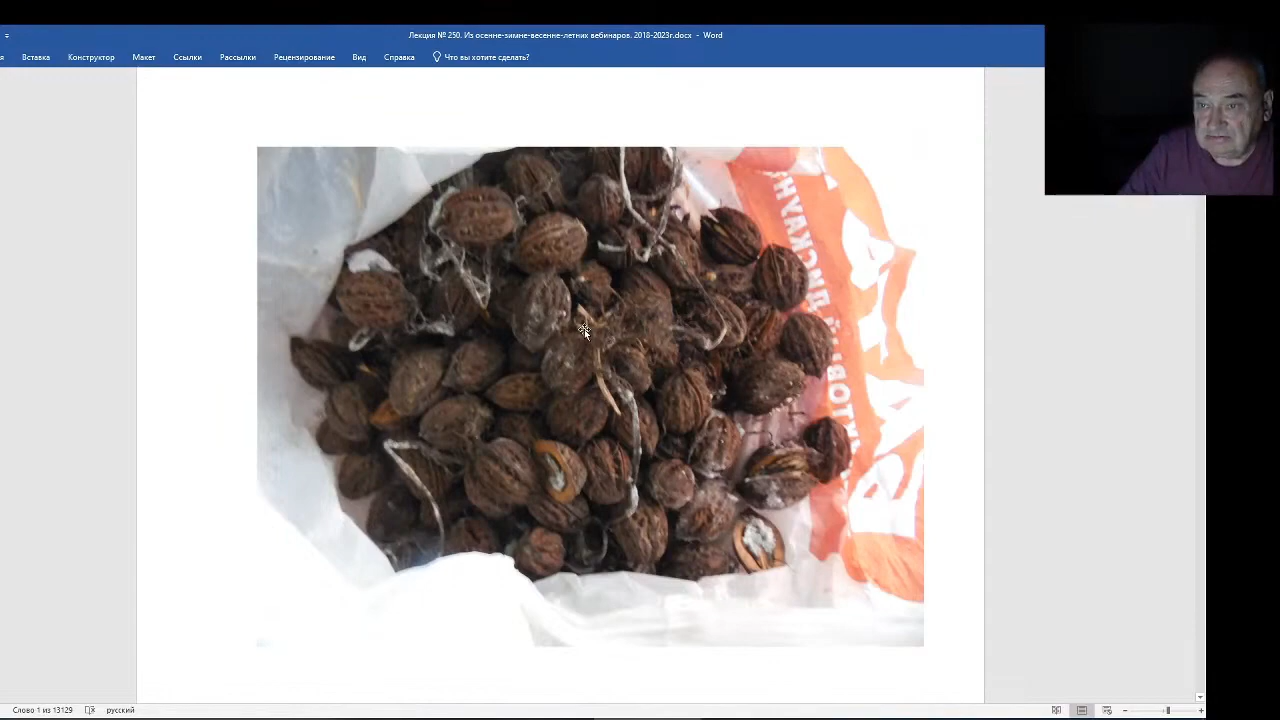 Лекция № 250. Из осенне-зимне-весенне-летних вебинаров. 2018-2023г.docx - Word
Вставка Конструктор Макет Ссылки Рассылки Рецензирование Вид Справка Что вы хотите сделать?
Слово 1 из 13129 русский